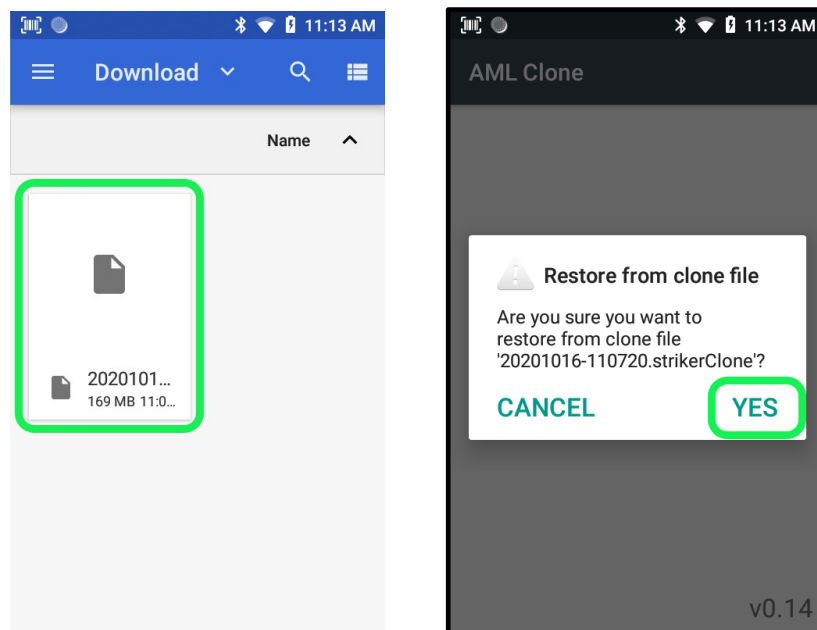 11:13 AM
Download
Name
2020101...
169 MB 11:0...
11:13 AM
AML Clone
Restore from clone file
Are you sure you want to
restore from clone file
'20201016-110720.strikerClone'?
CANCEL YES
v0.14